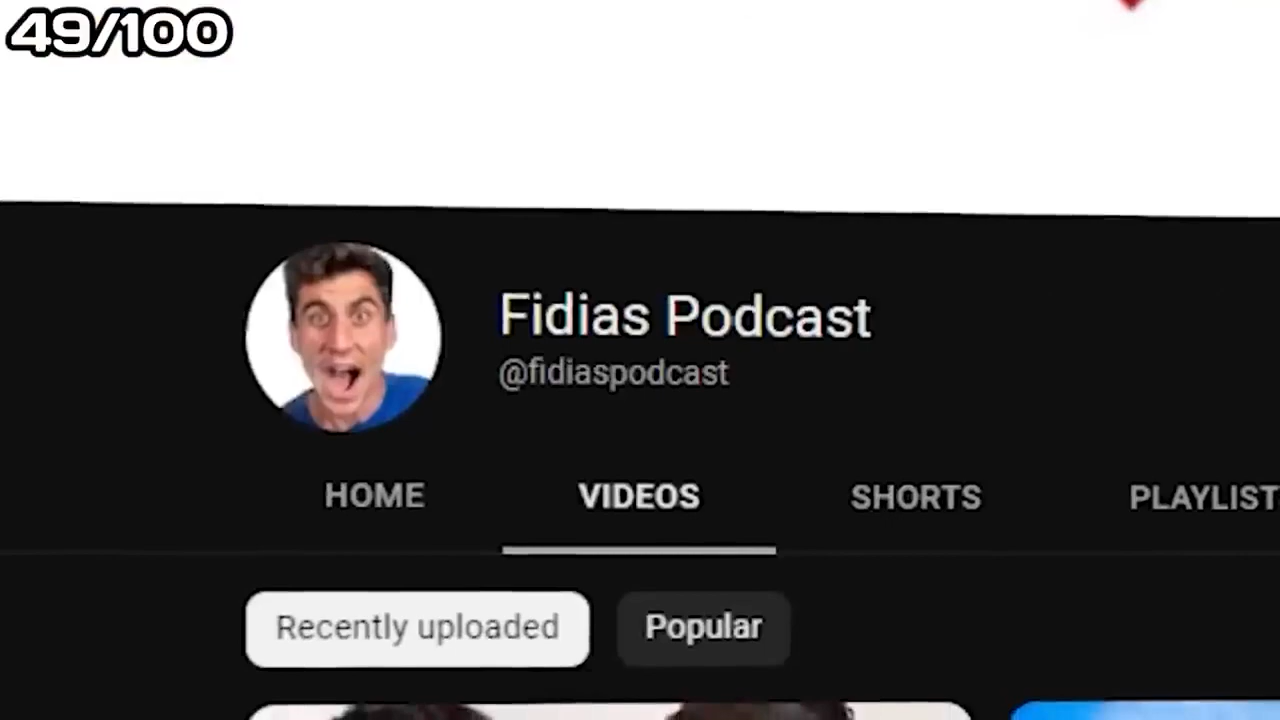 49/100
Fidias Podcast
@fidiaspodcast
HOME VIDEOS SHORTS PLAYLIST
Recently uploaded Popular